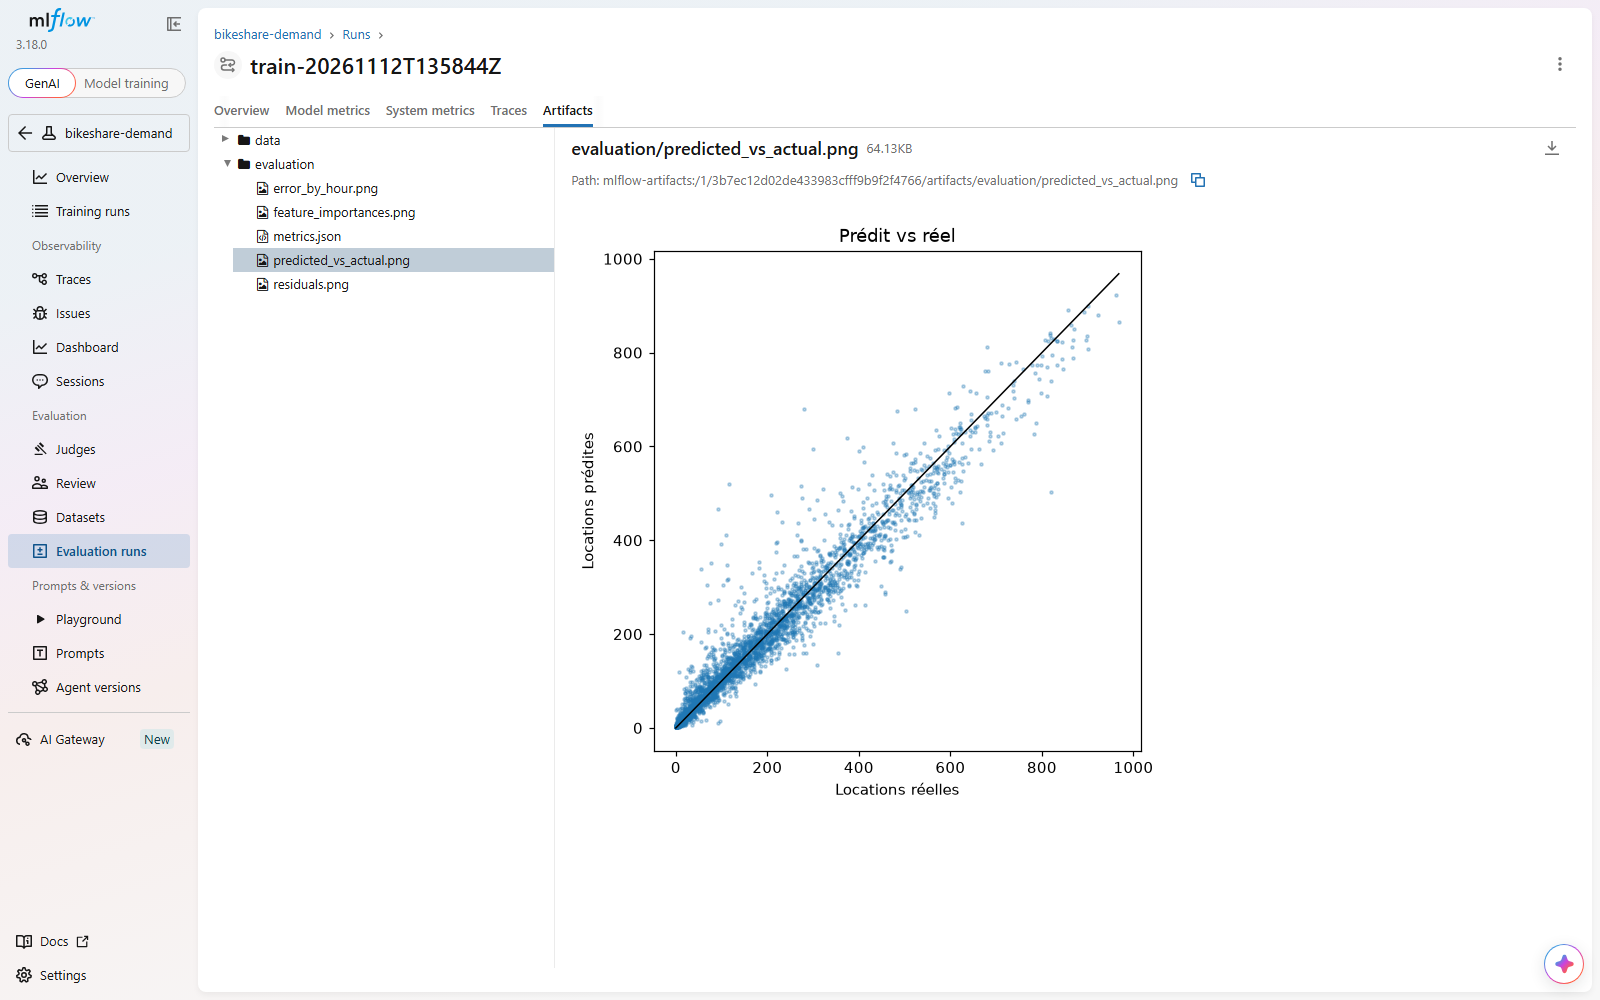 mlflow
3.18.0
GenAI
Model training
bikeshare-demand
Overview
Training runs
Observability
Traces
Issues
Dashboard
Sessions
Evaluation
Judges
Review
Datasets
Evaluation runs
Prompts & versions
Playground
Prompts
Agent versions
AI Gateway
New
Docs
Settings
bikeshare-demand
Runs
train-20261112T135844Z
Overview
Model metrics
System metrics
Traces
Artifacts
data
evaluation
error_by_hour.png
feature_importances.png
metrics.json
predicted_vs_actual.png
residuals.png
evaluation/predicted_vs_actual.png 64.13KB
Path: mlflow-artifacts:/1/3b7ec12d02de433983cfff9b9f2f4766/artifacts/evaluation/predicted_vs_actual.png
Prédit vs réel
Locations prédites
1000
800
600
400
200
0
0 200 400 600 800 1000
Locations réelles